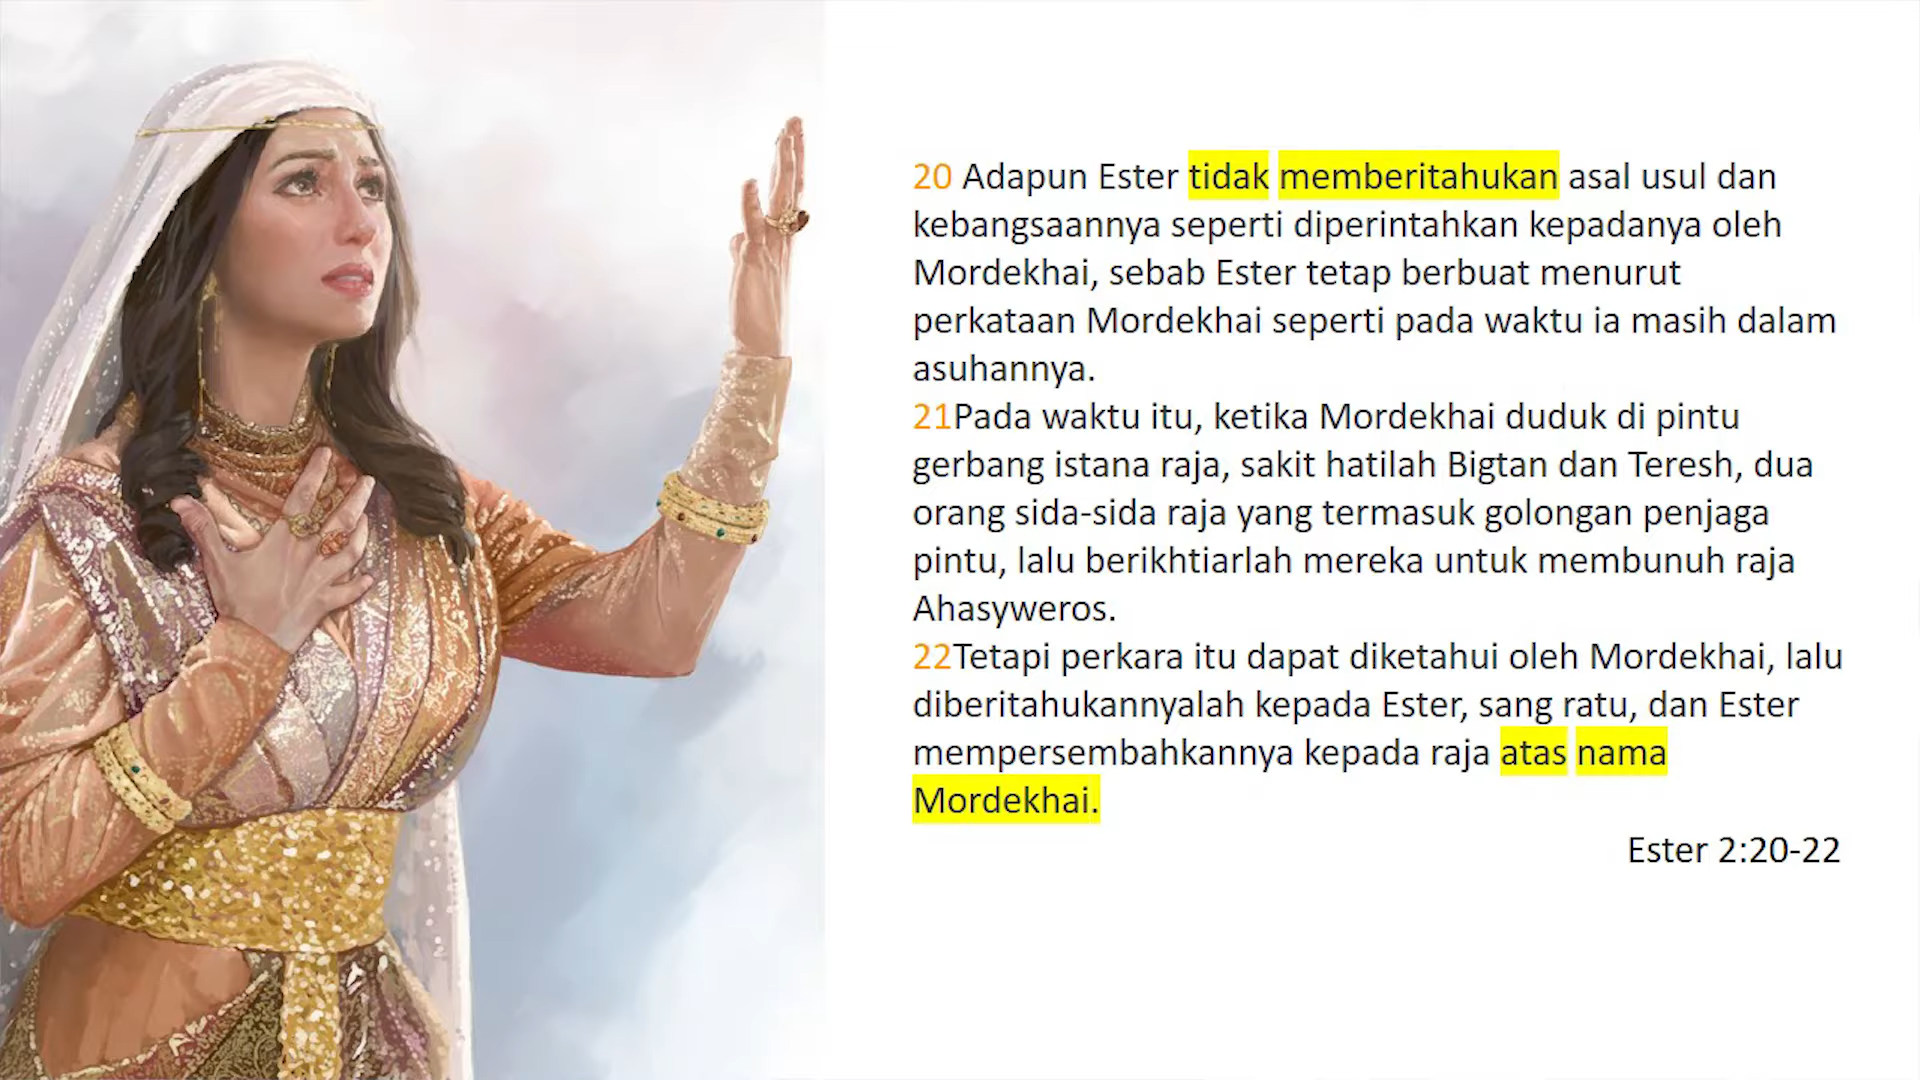 20 Adapun Ester tidak memberitahukan asal usul dan
kebangsaannya seperti diperintahkan kepadanya oleh
Mordekhai, sebab Ester tetap berbuat menurut
perkataan Mordekhai seperti pada waktu ia masih dalam
asuhannya.
21Pada waktu itu, ketika Mordekhai duduk di pintu
gerbang istana raja, sakit hatilah Bigtan dan Teresh, dua
orang sida-sida raja yang termasuk golongan penjaga
pintu, lalu berikhtiarlah mereka untuk membunuh raja
Ahasyweros.
22Tetapi perkara itu dapat diketahui oleh Mordekhai, lalu
diberitahukannyalah kepada Ester, sang ratu, dan Ester
mempersembahkannya kepada raja atas nama
Mordekhai.
Ester 2:20-22